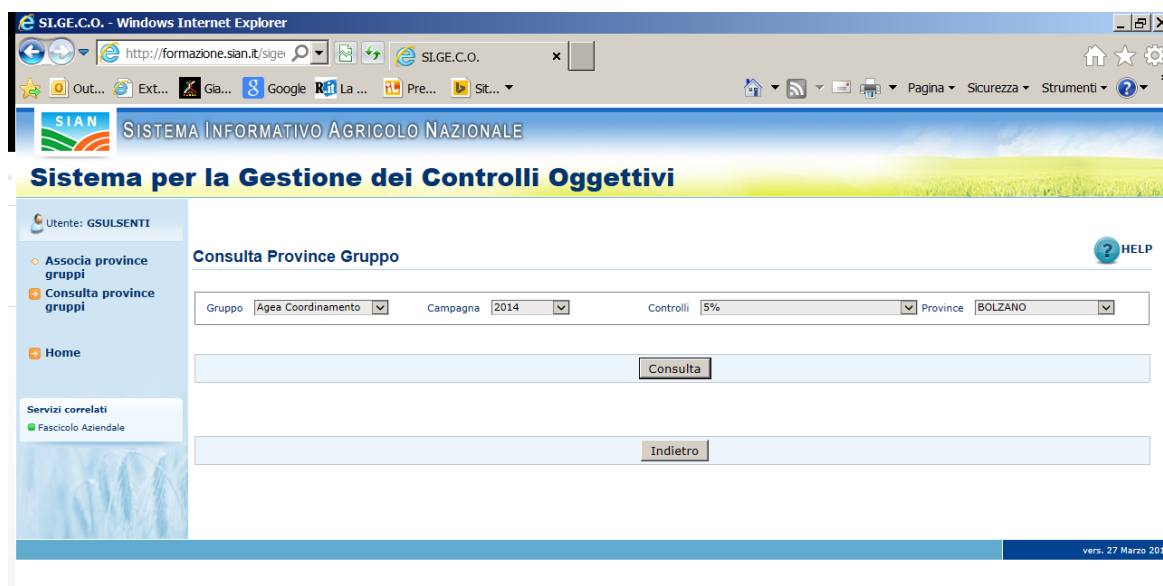 SI.GE.C.O. - Windows Internet Explorer
http://formazione.sian.it/sige
SI.GE.C.O.
Out... Ext... Gia... Google La ... Pre... Sit... Pagina Sicurezza Strumenti
SIAN SISTEMA INFORMATIVO AGRICOLO NAZIONALE
Sistema per la Gestione dei Controlli Oggettivi
Utente: GSULSENTI
HELP
Consulta Province Gruppo
Associa province
gruppi
Consulta province
gruppi
Gruppo Agea Coordinamento Campagna 2014 Controlli 5% Province BOLZANO
Home
Consulta
Servizi correlati
Fascicolo Aziendale
Indietro
vers. 27 Marzo 201